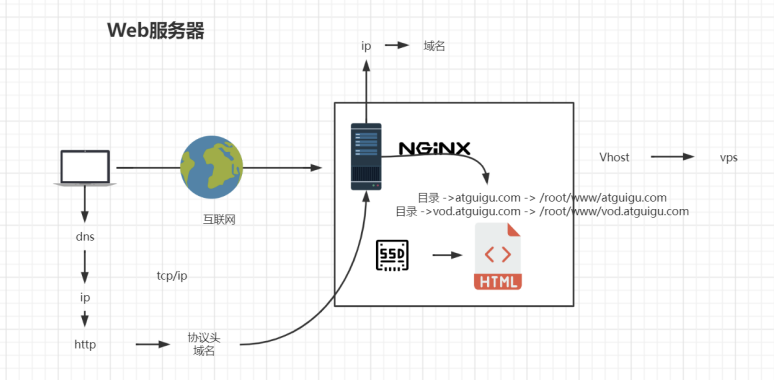 Web服务器
ip
域名
NGiNX
Vhost
vps
目录 ->atguigu.com -> /root/www/atguigu.com
目录 ->vod.atguigu.com -> /root/www/vod.atguigu.com
互联网
dns
SSD
HTML
tcp/ip
ip
http
协议头
域名